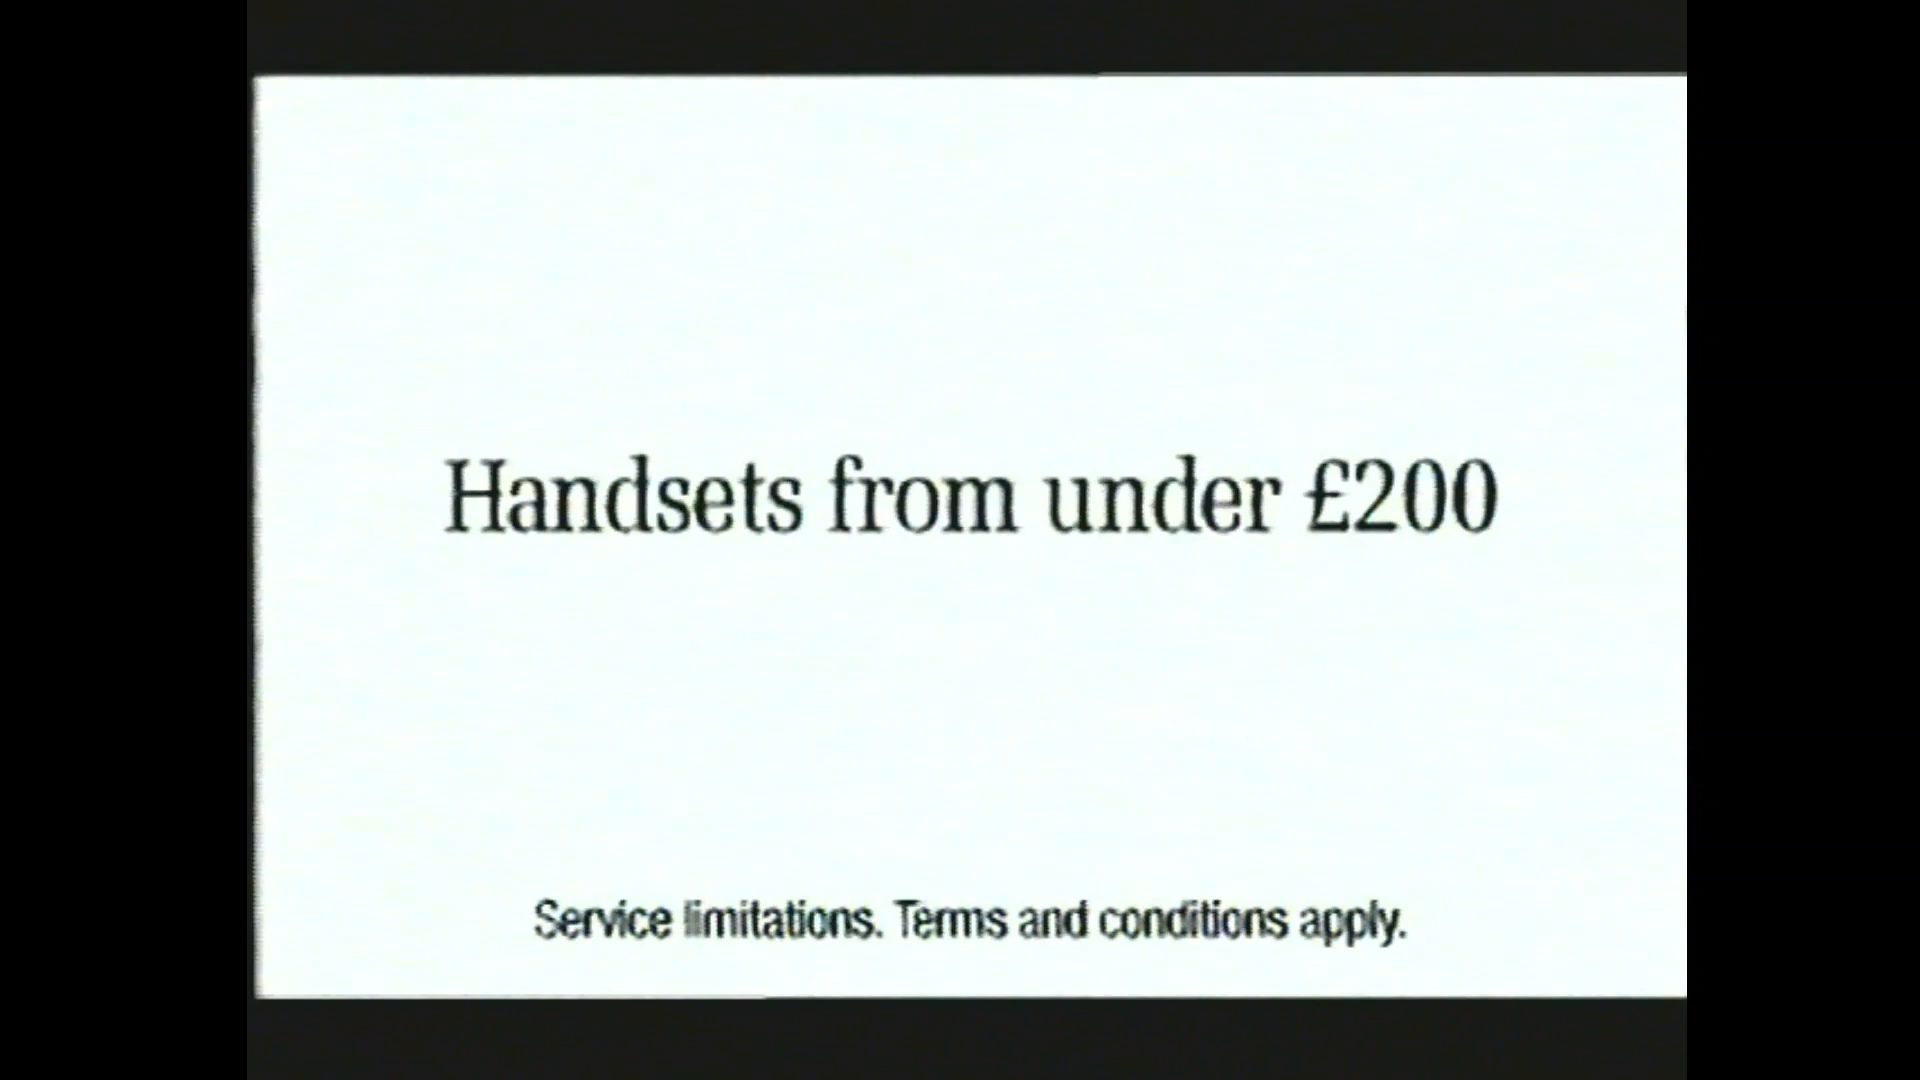 Handsets from under £200
Service limitations. Terms and conditions apply.